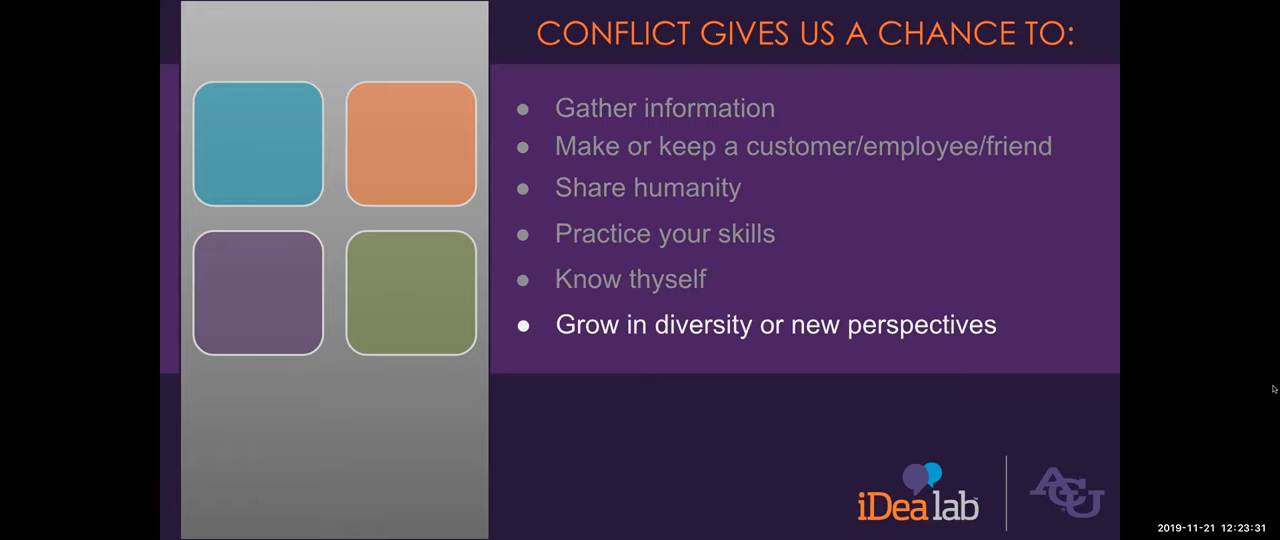 CONFLICT GIVES US A CHANCE TO:
● Gather information
● Make or keep a customer/employee/friend
● Share humanity
● Practice your skills
● Know thyself
● Grow in diversity or new perspectives
iDea lab
ACU
2019-11-21 12:23:31